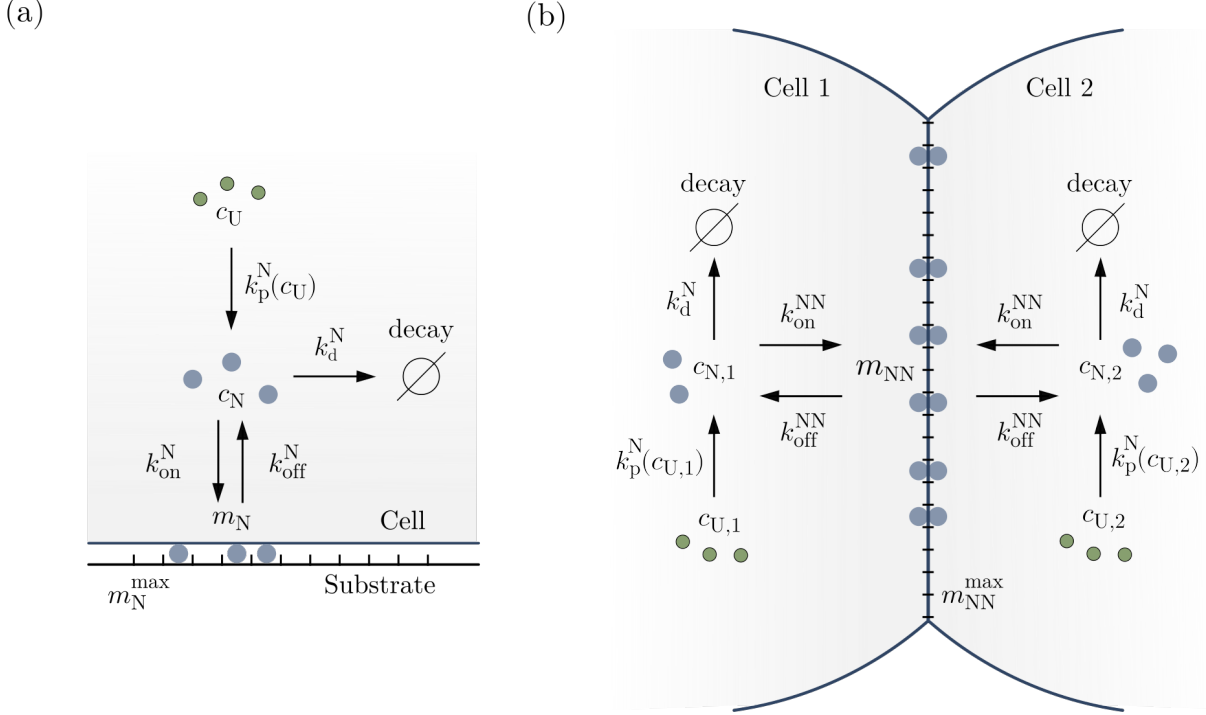 (a)
c_U
k_p^N(c_U)
decay
k_d^N
c_N
k_on^N
k_off^N
m_N
Cell
m_N^max
Substrate
(b)
Cell 1
Cell 2
decay
decay
k_d^N
k_on^NN
k_on^NN
k_d^N
c_N,1
m_NN
c_N,2
k_off^NN
k_off^NN
k_p^N(c_U,1)
k_p^N(c_U,2)
c_U,1
c_U,2
m_NN^max